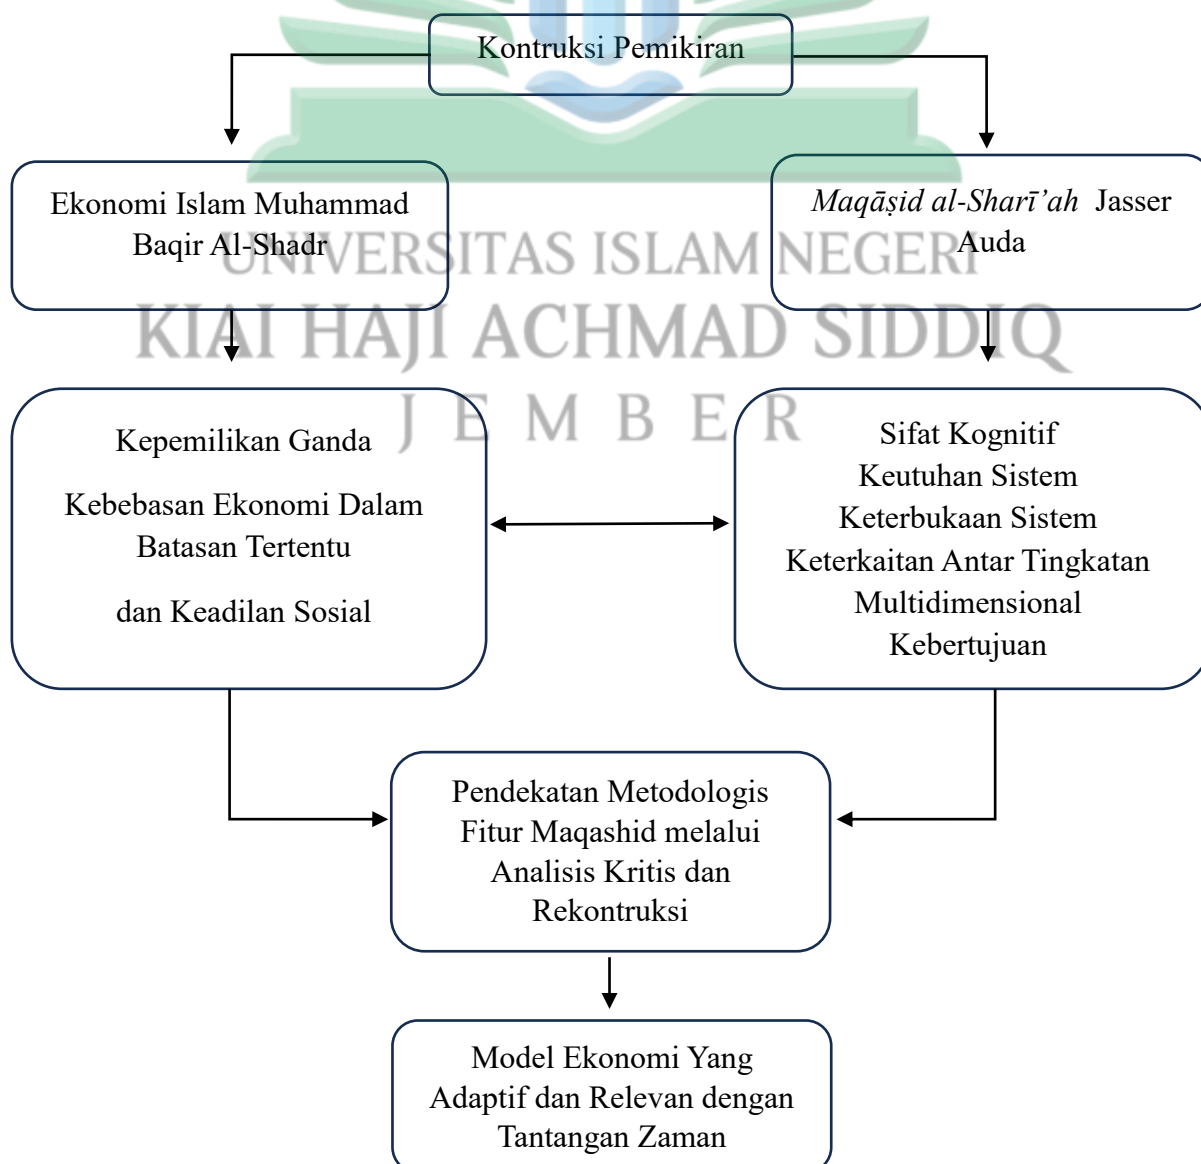 Kontruksi Pemikiran
Ekonomi Islam Muhammad
Baqir Al-Shadr
Maqāṣid al-Sharī’ah Jasser
Auda
UNIVERSITAS ISLAM NEGERI
KIAI HAJI ACHMAD SIDDIQ
JEMBER
Kepemilikan Ganda
Kebebasan Ekonomi Dalam
Batasan Tertentu
dan Keadilan Sosial
Sifat Kognitif
Keutuhan Sistem
Keterbukaan Sistem
Keterkaitan Antar Tingkatan
Multidimensional
Kebertujuan
Pendekatan Metodologis
Fitur Maqashid melalui
Analisis Kritis dan
Rekontruksi
Model Ekonomi Yang
Adaptif dan Relevan dengan
Tantangan Zaman